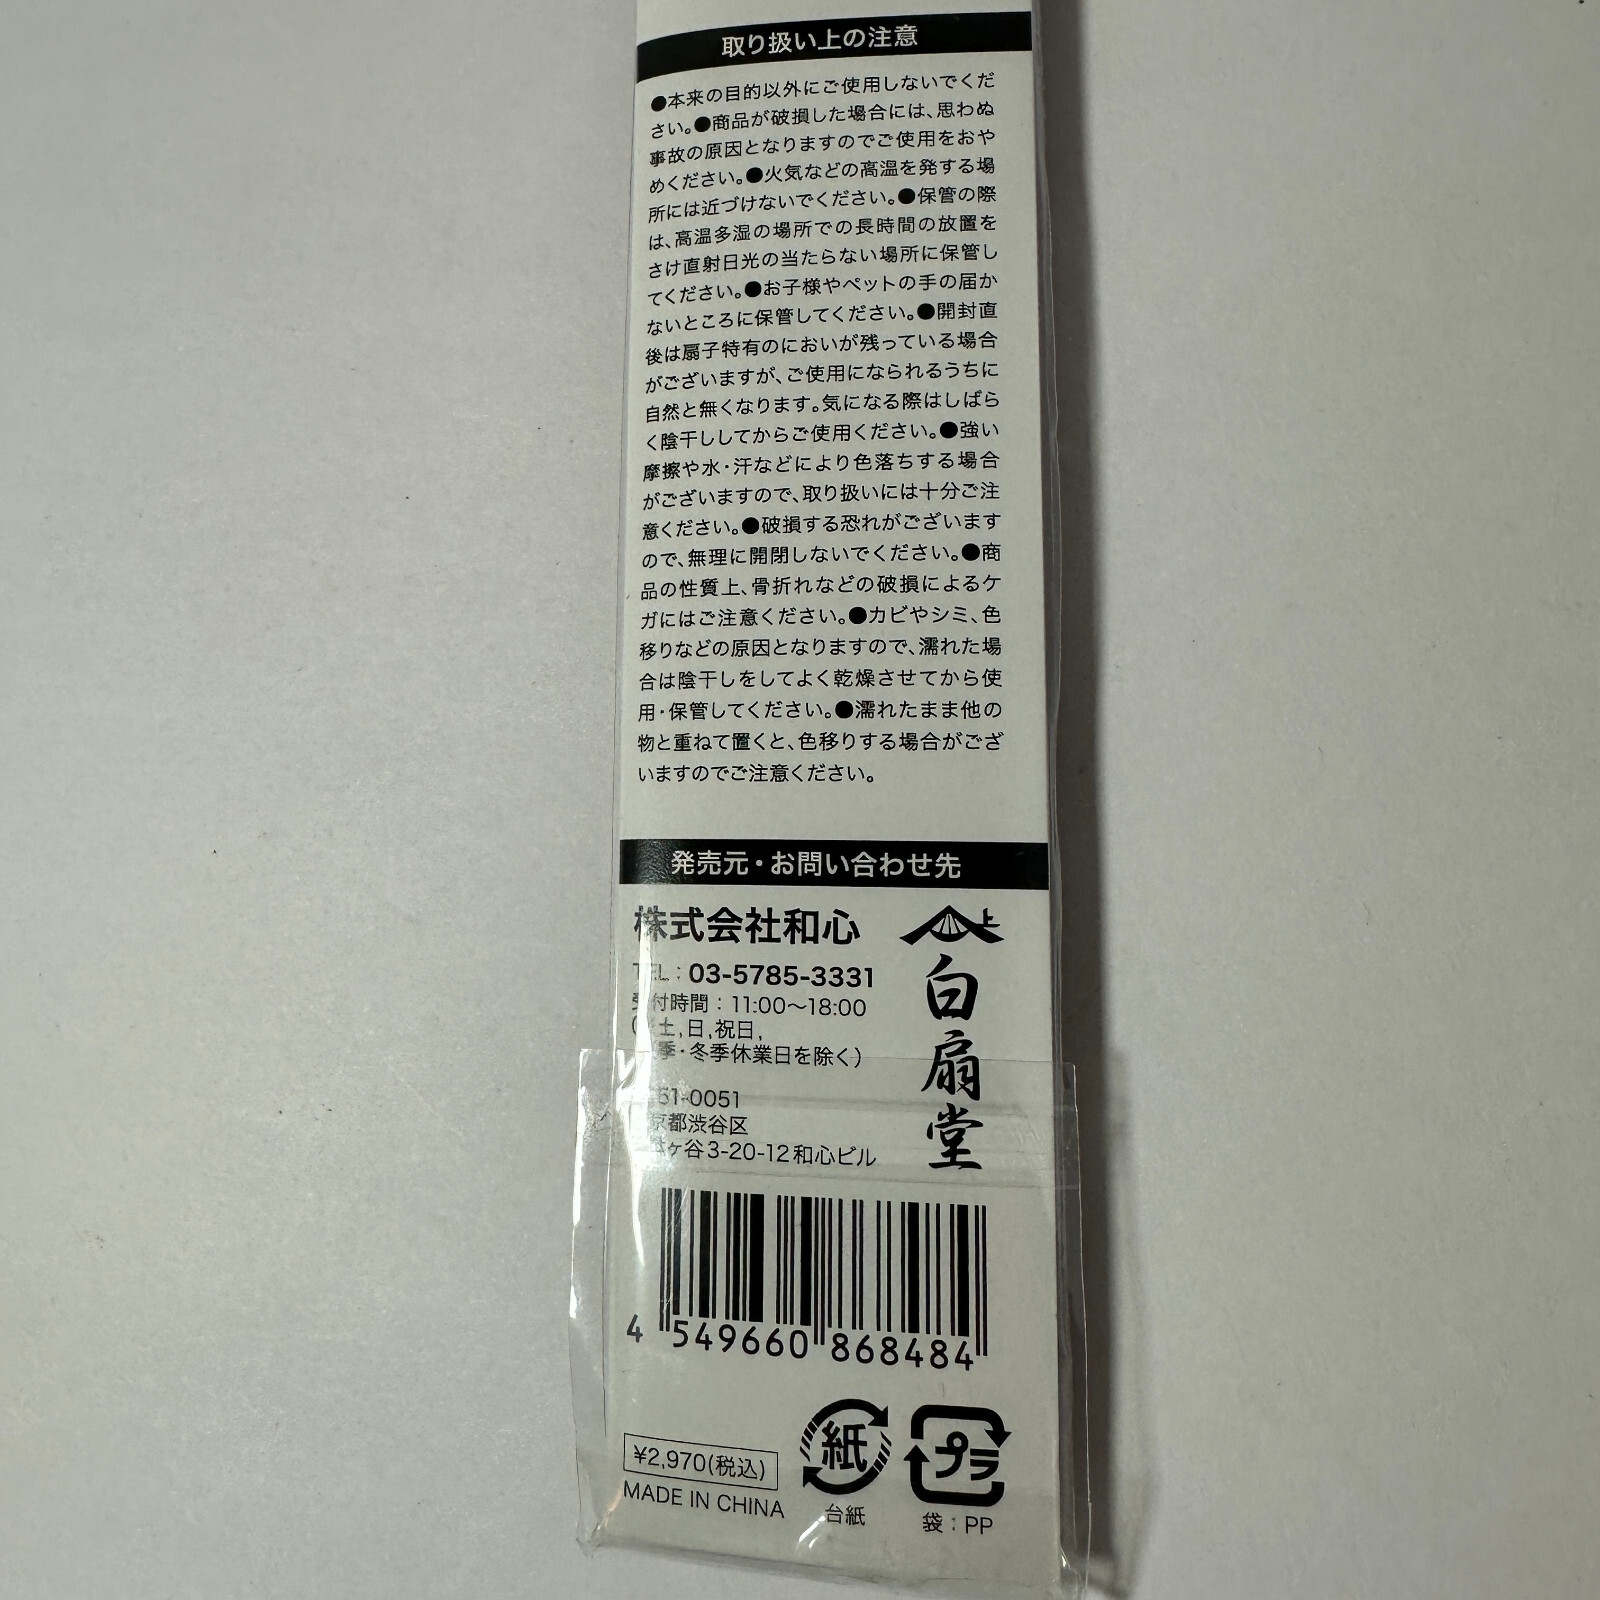 取り扱い上の注意
●本来の目的以外にご使用しないでくだ
さい。●商品が破損した場合には、思わぬ
事故の原因となりますのでご使用をおや
めください。●火気などの高温を発する場
所には近づけないでください。●保管の際
は、高温多湿の場所での長時間の放置を
さけ直射日光の当たらない場所に保管し
てください。●お子様やペットの手の届か
ないところに保管してください。●開封直
後は扇子特有のにおいが残っている場合
がございますが、ご使用になられるうちに
自然と無くなります。気になる際はしばら
く陰干ししてからご使用ください。●強い
摩擦や水・汗などにより色落ちする場合
がございますので、取り扱いには十分ご注
意ください。●破損する恐れがございます
ので、無理に開閉しないでください。●商
品の性質上、骨折れなどの破損によるケ
ガにはご注意ください。●カビやシミ、色
移りなどの原因となりますので、濡れた場
合は陰干しをしてよく乾燥させてから使
用・保管してください。●濡れたまま他の
物と重ねて置くと、色移りする場合がござ
いますのでご注意ください。
発売元・お問い合わせ先
株式会社和心
TEL：03-5785-3331
受付時間：11:00～18:00
土,日,祝日,
季・冬季休業日を除く)
51-0051
京都渋谷区
ヶ谷3-20-12和心ビル
上
白扇堂
4 549660 868484
¥2,970(税込)
MADE IN CHINA
紙
台紙
プラ
袋：PP